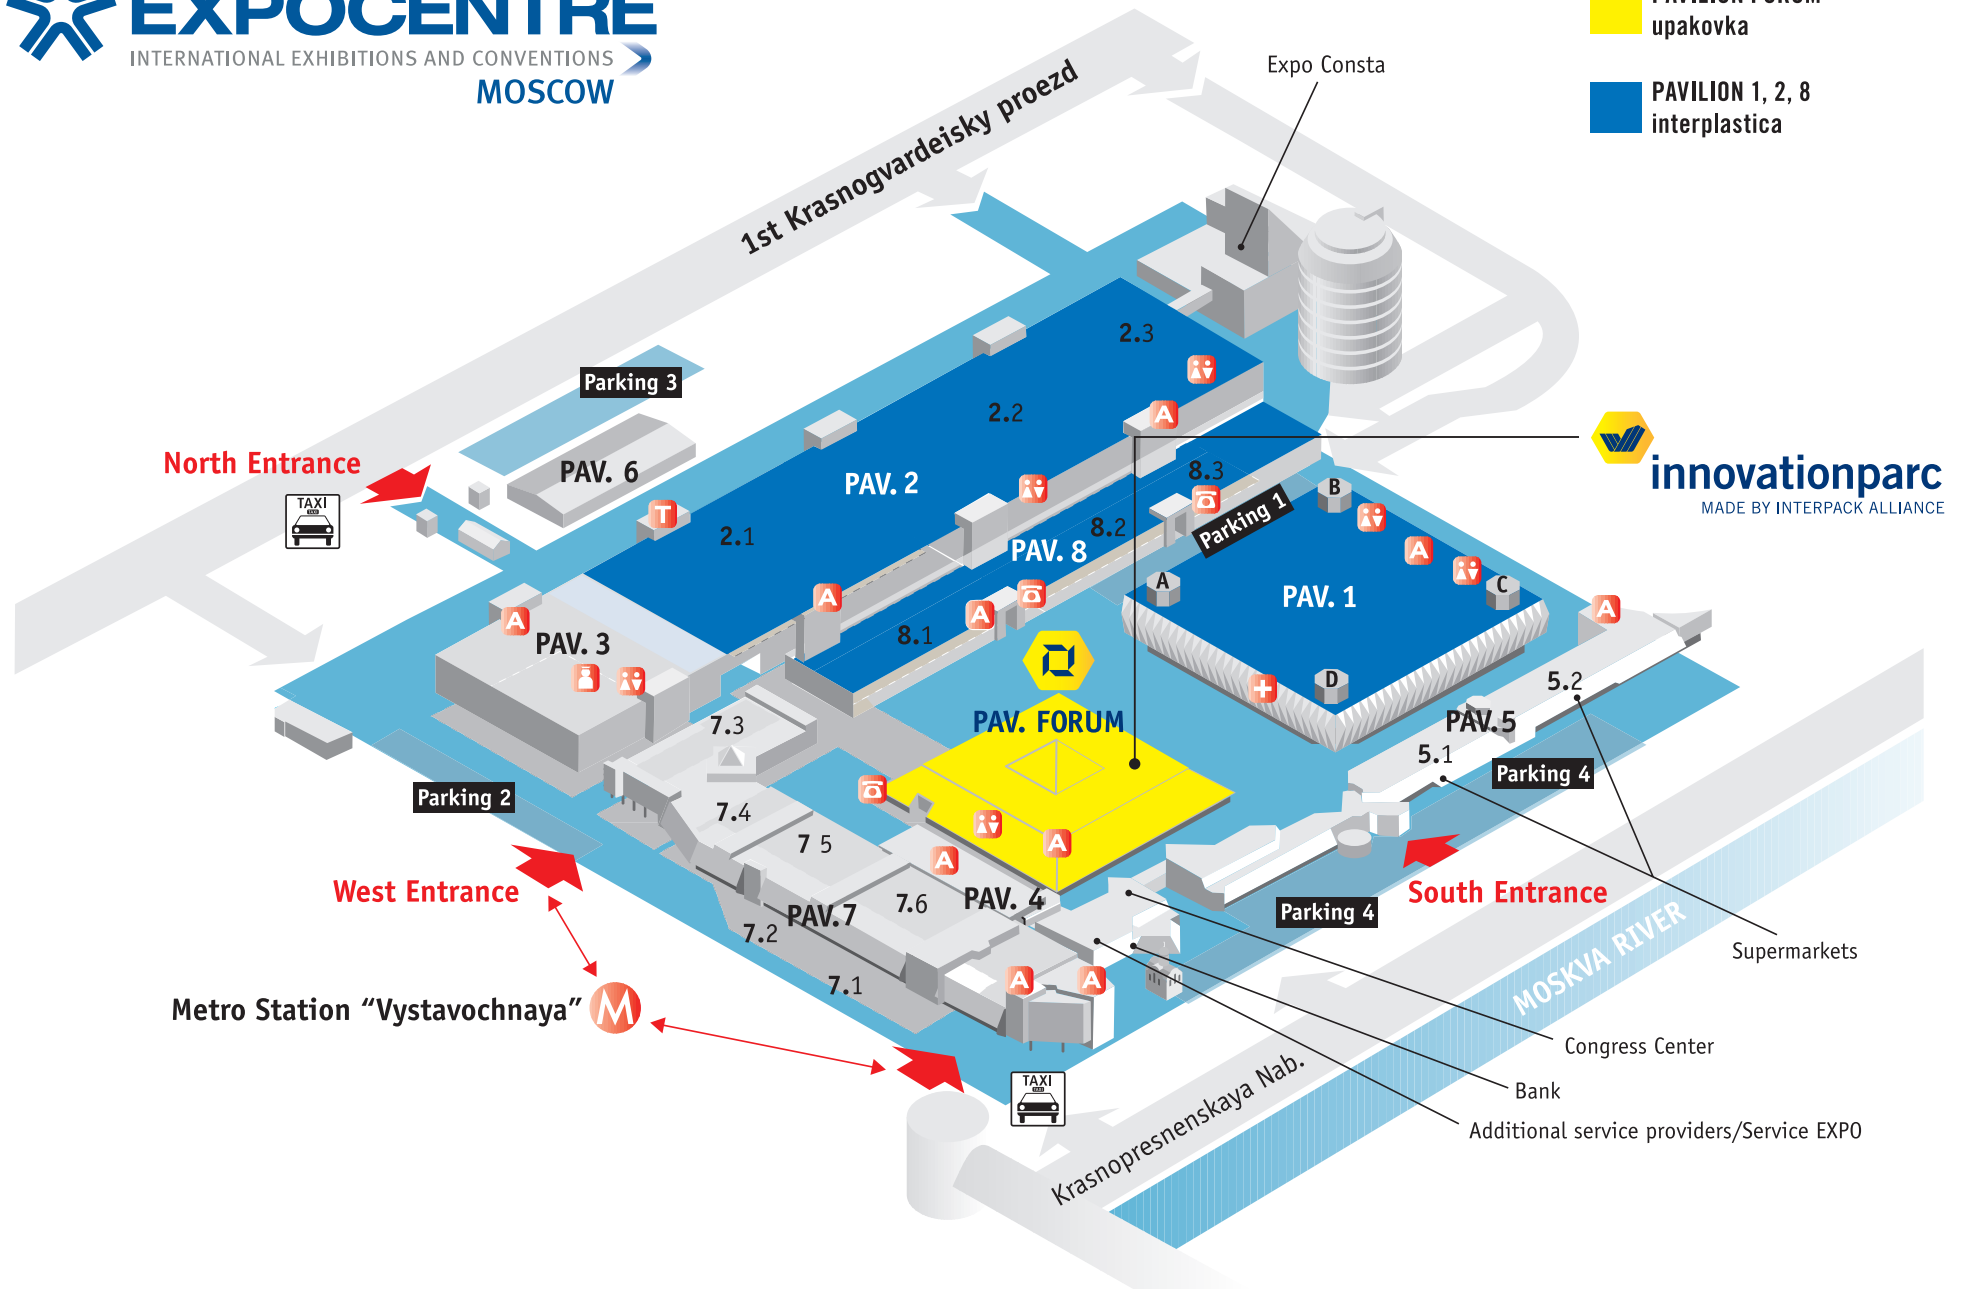 EXPOCENTRE
INTERNATIONAL EXHIBITIONS AND CONVENTIONS
MOSCOW
PAVILION FORUM
upakovka
PAVILION 1, 2, 8
interplastica
Expo Consta
1st Krasnogvardeisky proezd
2.3
Parking 3
2.2
innovationparc
MADE BY INTERPACK ALLIANCE
North Entrance
TAXI
PAV. 6
PAV. 2
8.3
B
T
2.1
8.2
Parking 1
A
PAV. 8
A
A
PAV. 1
C
A
A
A
A
PAV. 3
8.1
D
5.2
7.3
PAV. FORUM
PAV. 5
5.1
Parking 4
Parking 2
7.4
7 5
A
A
West Entrance
7.6
PAV. 4
Parking 4
South Entrance
PAV. 7
7.2
7.1
A
A
Supermarkets
MOSKVA RIVER
Metro Station “Vystavochnaya” M
Congress Center
TAXI
Krasnopresnenskaya Nab.
Bank
Additional service providers/Service EXPO